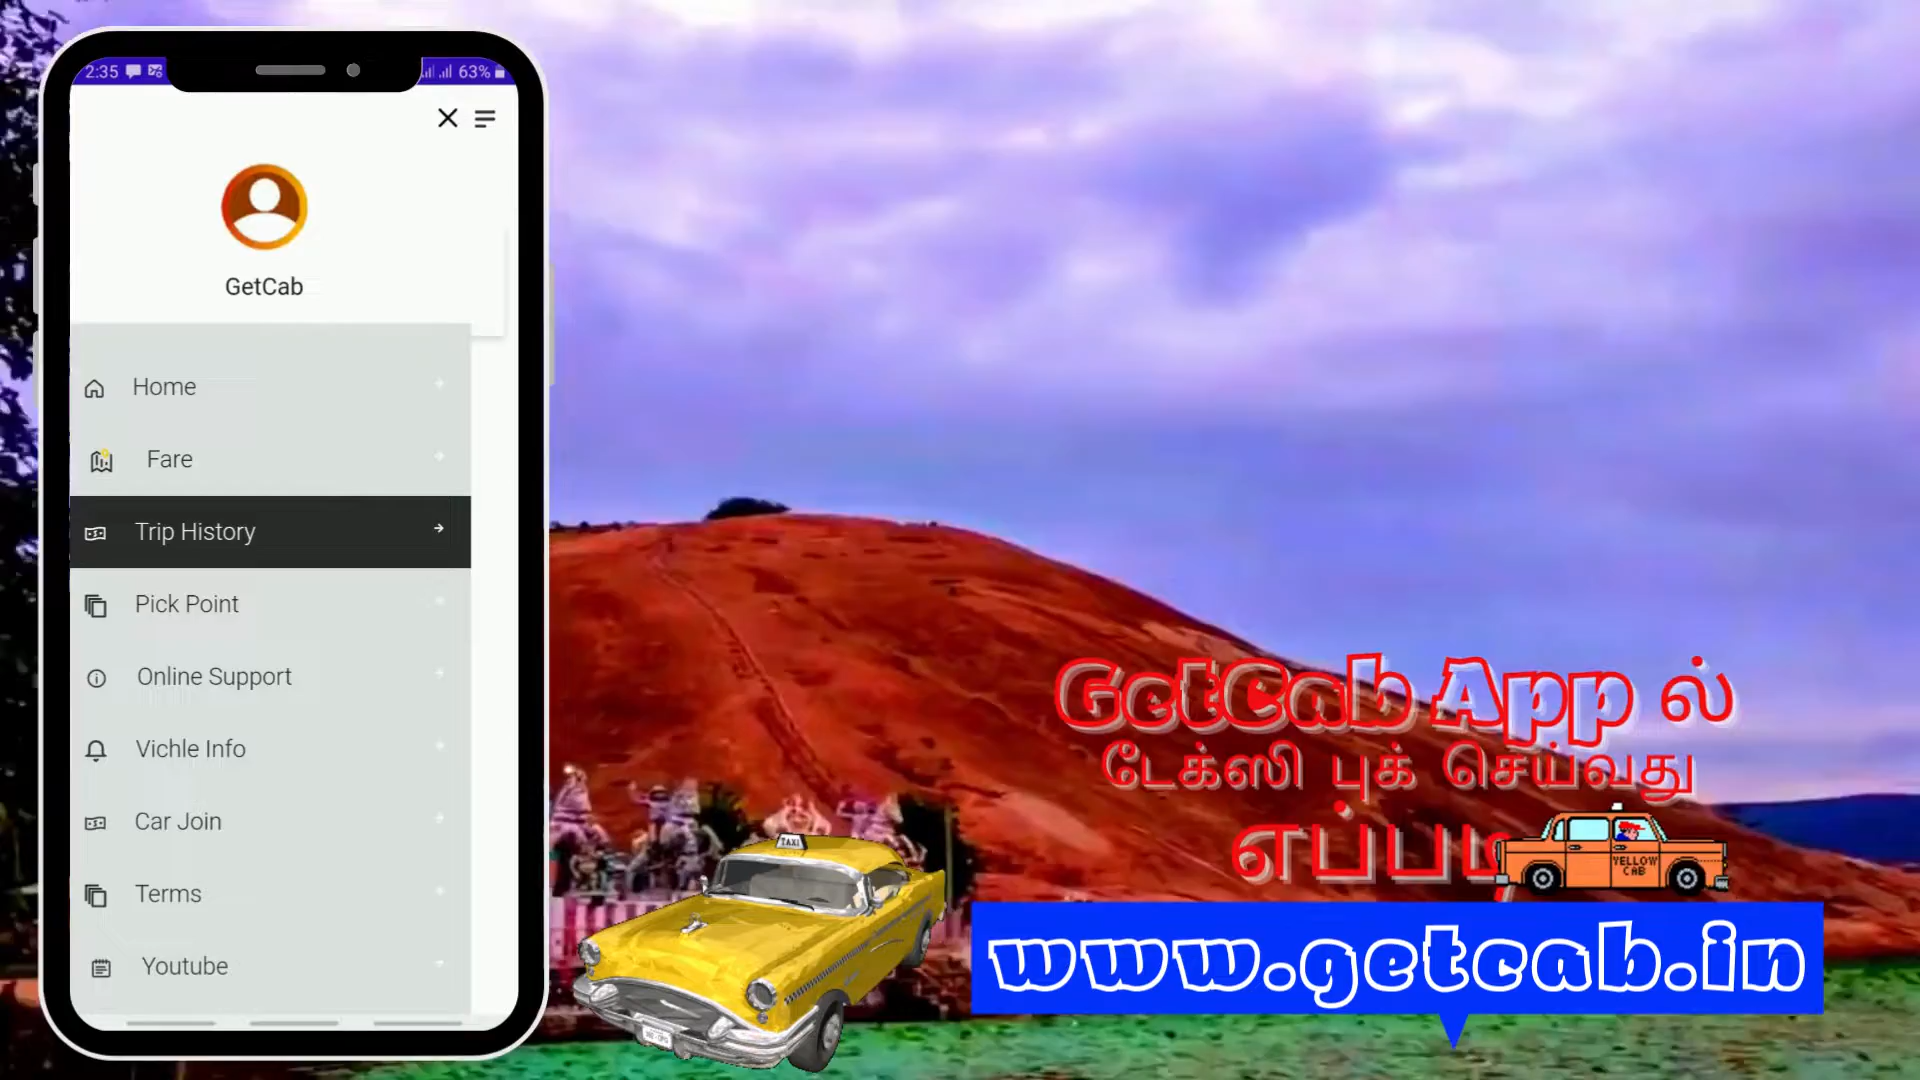 2:35
63%
GetCab
Home
Fare
Trip History
Pick Point
Online Support
Vichle Info
Car Join
Terms
Youtube
GetCab App ல்
டேக்ஸி புக் செய்வது
TAXI
YELLOW
CAB
www.getcab.in